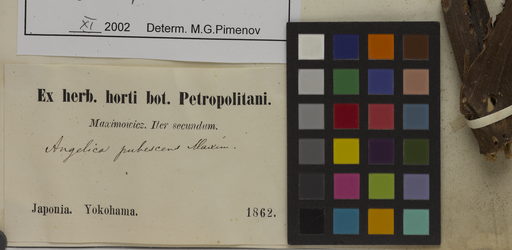 XI 2002 Determ. M.G.Pimenov
Ex herb. horti bot. Petropolitani.
Maximowicz. Iter secundum.
Angelica pubescens Maxim.
Japonia. Yokohama. 1862.